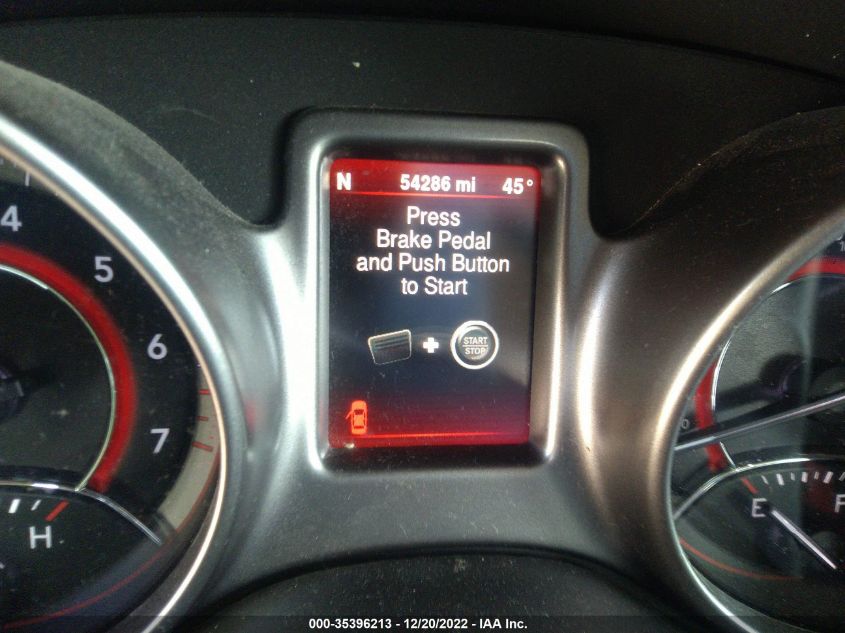 N 54286 mi 45°
Press
Brake Pedal
and Push Button
to Start
START
STOP
4
5
6
7
H
E
F
000-35396213 - 12/20/2022 - IAA Inc.